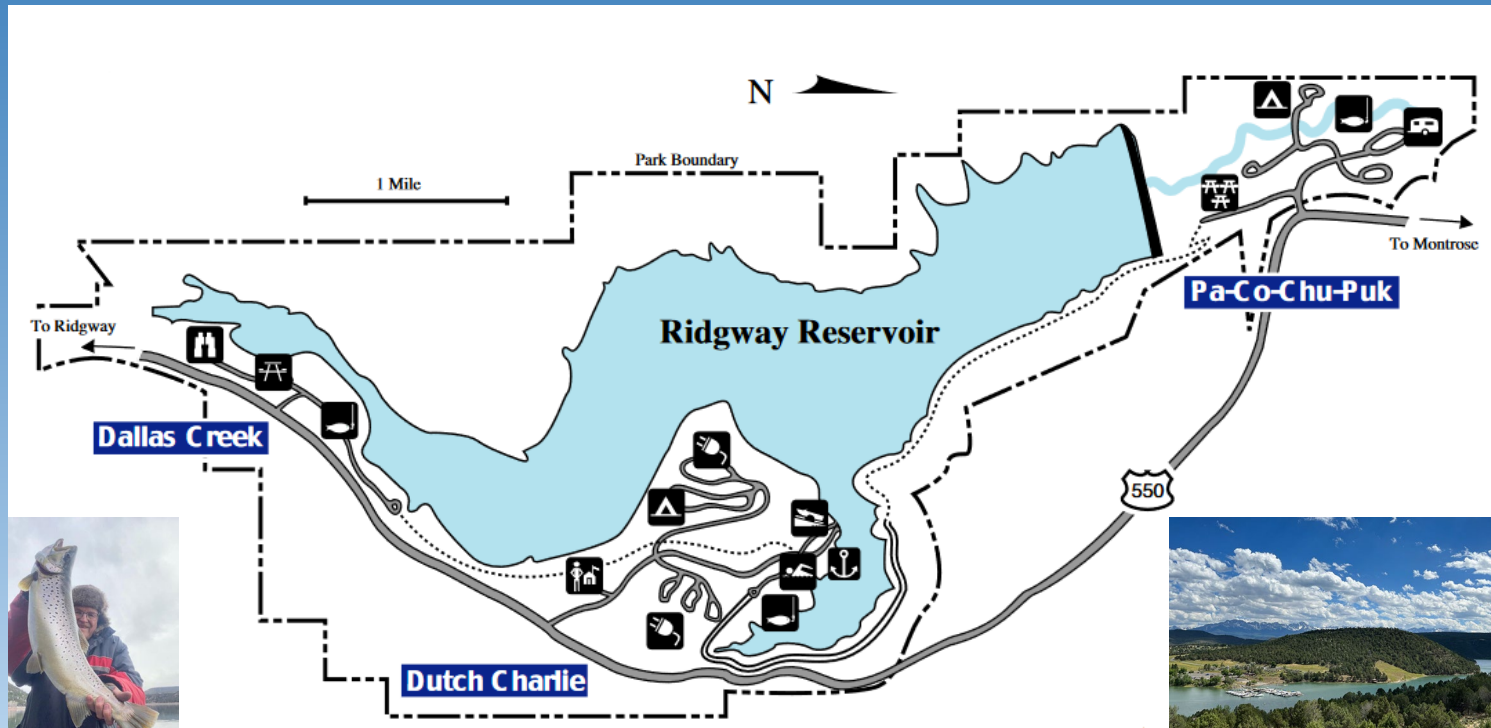 N
Park Boundary
1 Mile
To Montrose
Pa-Co-Chu-Puk
To Ridgway
Ridgway Reservoir
Dallas Creek
550
Dutch Charlie